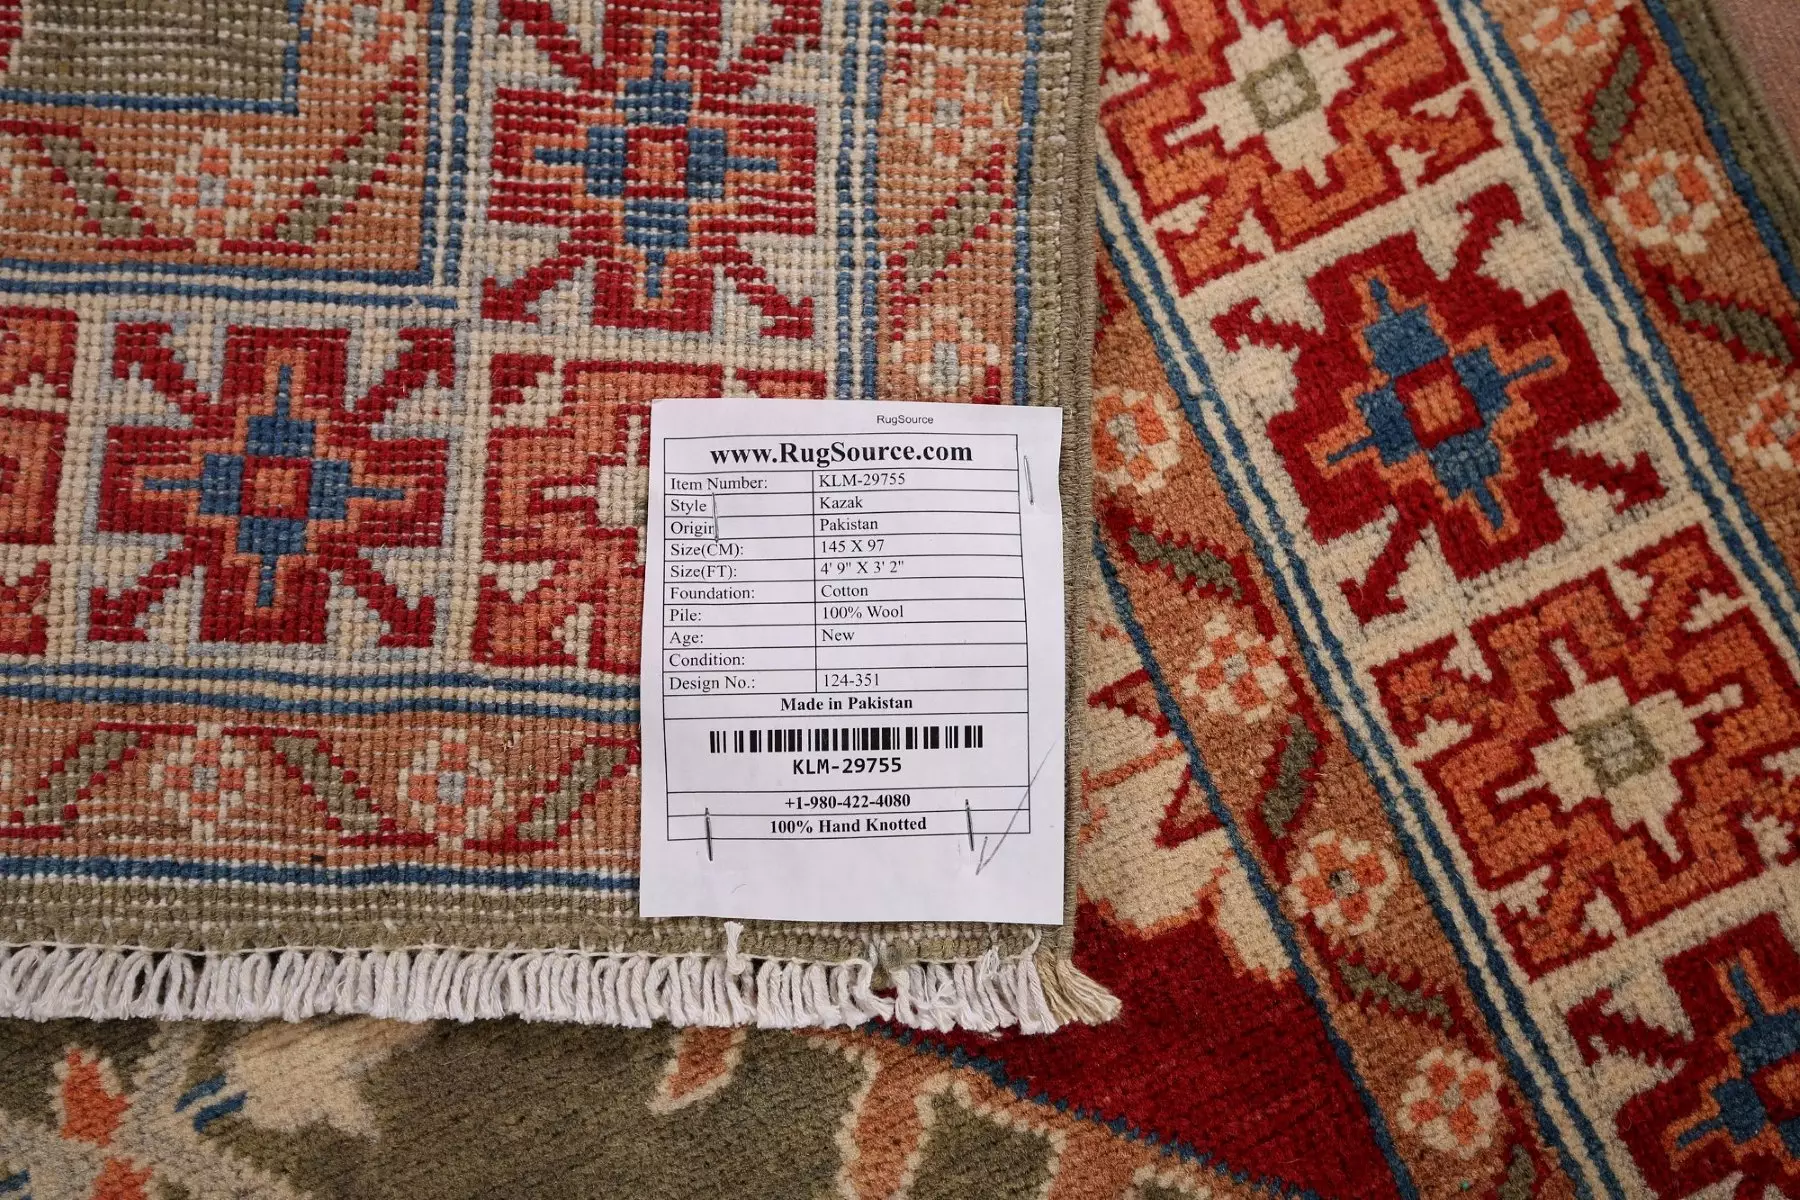 RugSource
www.RugSource.com
Item Number: KLM-29755
Style Kazak
Origin Pakistan
Size(CM): 145 X 97
Size(FT): 4' 9" X 3' 2"
Foundation: Cotton
Pile: 100% Wool
Age: New
Condition:
Design No.: 124-351
Made in Pakistan
KLM-29755
+1-980-422-4080
100% Hand Knotted